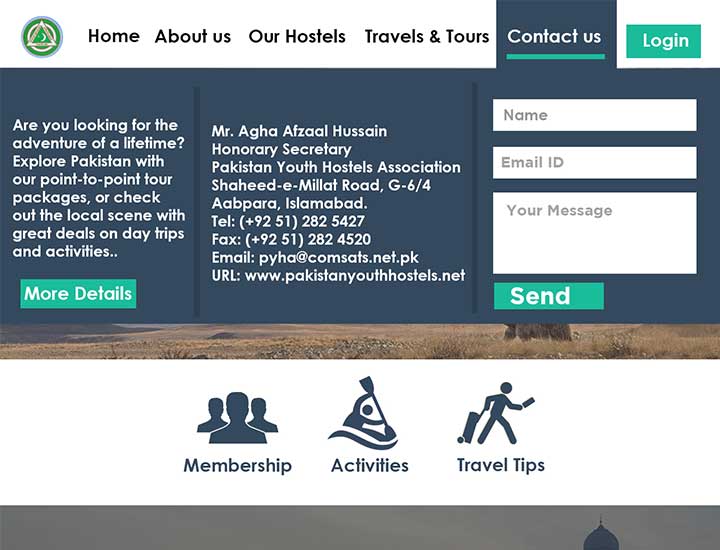 Home About us Our Hostels Travels & Tours Contact us Login
Are you looking for the
adventure of a lifetime?
Explore Pakistan with
our point-to-point tour
packages, or check
out the local scene with
great deals on day trips
and activities..
More Details
Mr. Agha Afzaal Hussain
Honorary Secretary
Pakistan Youth Hostels Association
Shaheed-e-Millat Road, G-6/4
Aabpara, Islamabad.
Tel: (+92 51) 282 5427
Fax: (+92 51) 282 4520
Email: pyha@comsats.net.pk
URL: www.pakistanyouthhostels.net
Name
Email ID
Your Message
Send
Membership Activities Travel Tips